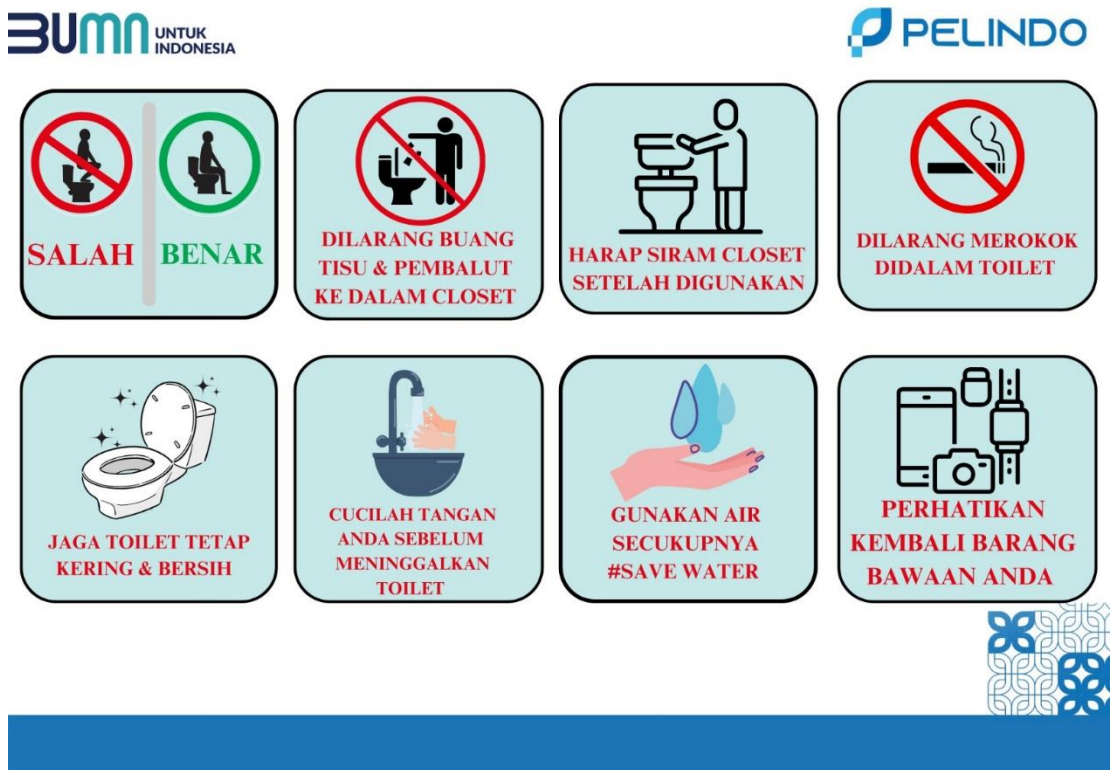 BUMN UNTUK
INDONESIA
PELINDO
SALAH
BENAR
DILARANG BUANG
TISU & PEMBALUT
KE DALAM CLOSET
HARAP SIRAM CLOSET
SETELAH DIGUNAKAN
DILARANG MEROKOK
DIDALAM TOILET
JAGA TOILET TETAP
KERING & BERSIH
CUCILAH TANGAN
ANDA SEBELUM
MENINGGALKAN
TOILET
GUNAKAN AIR
SECUKUPNYA
#SAVE WATER
PERHATIKAN
KEMBALI BARANG
BAWAAN ANDA